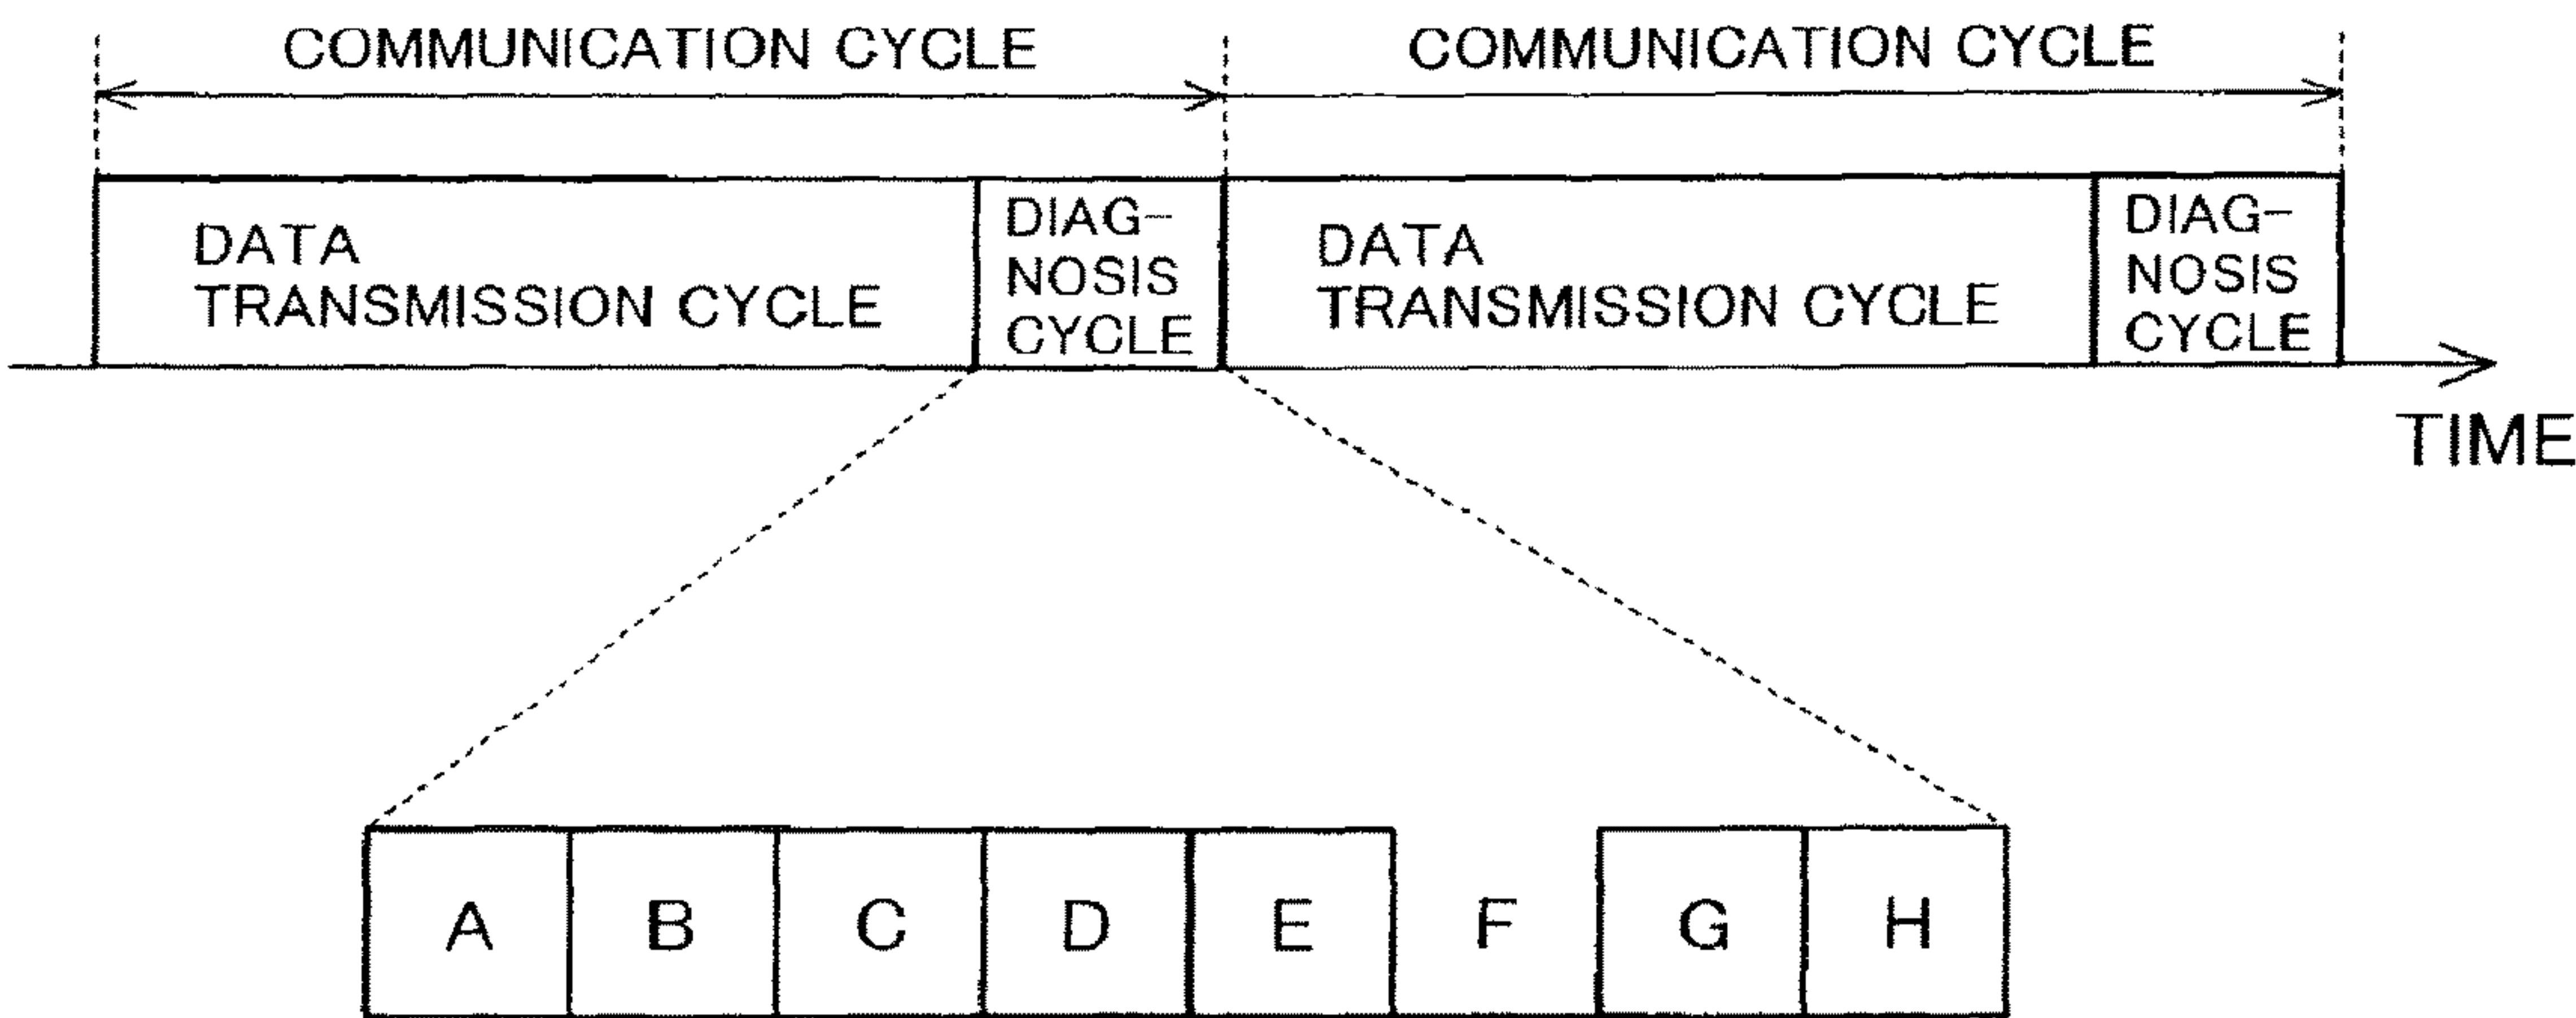 COMMUNICATION CYCLE
COMMUNICATION CYCLE
DATA
TRANSMISSION CYCLE
DIAG-
NOSIS
CYCLE
DATA
TRANSMISSION CYCLE
DIAG-
NOSIS
CYCLE
TIME
A B C D E F G H